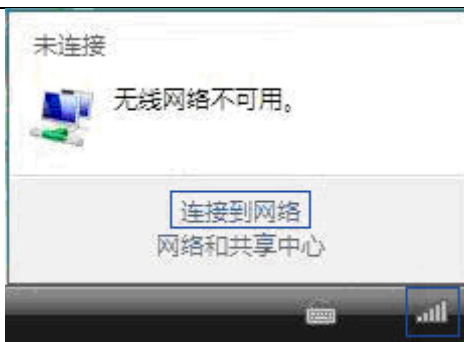 未连接
无线网络不可用。
连接到网络
网络和共享中心